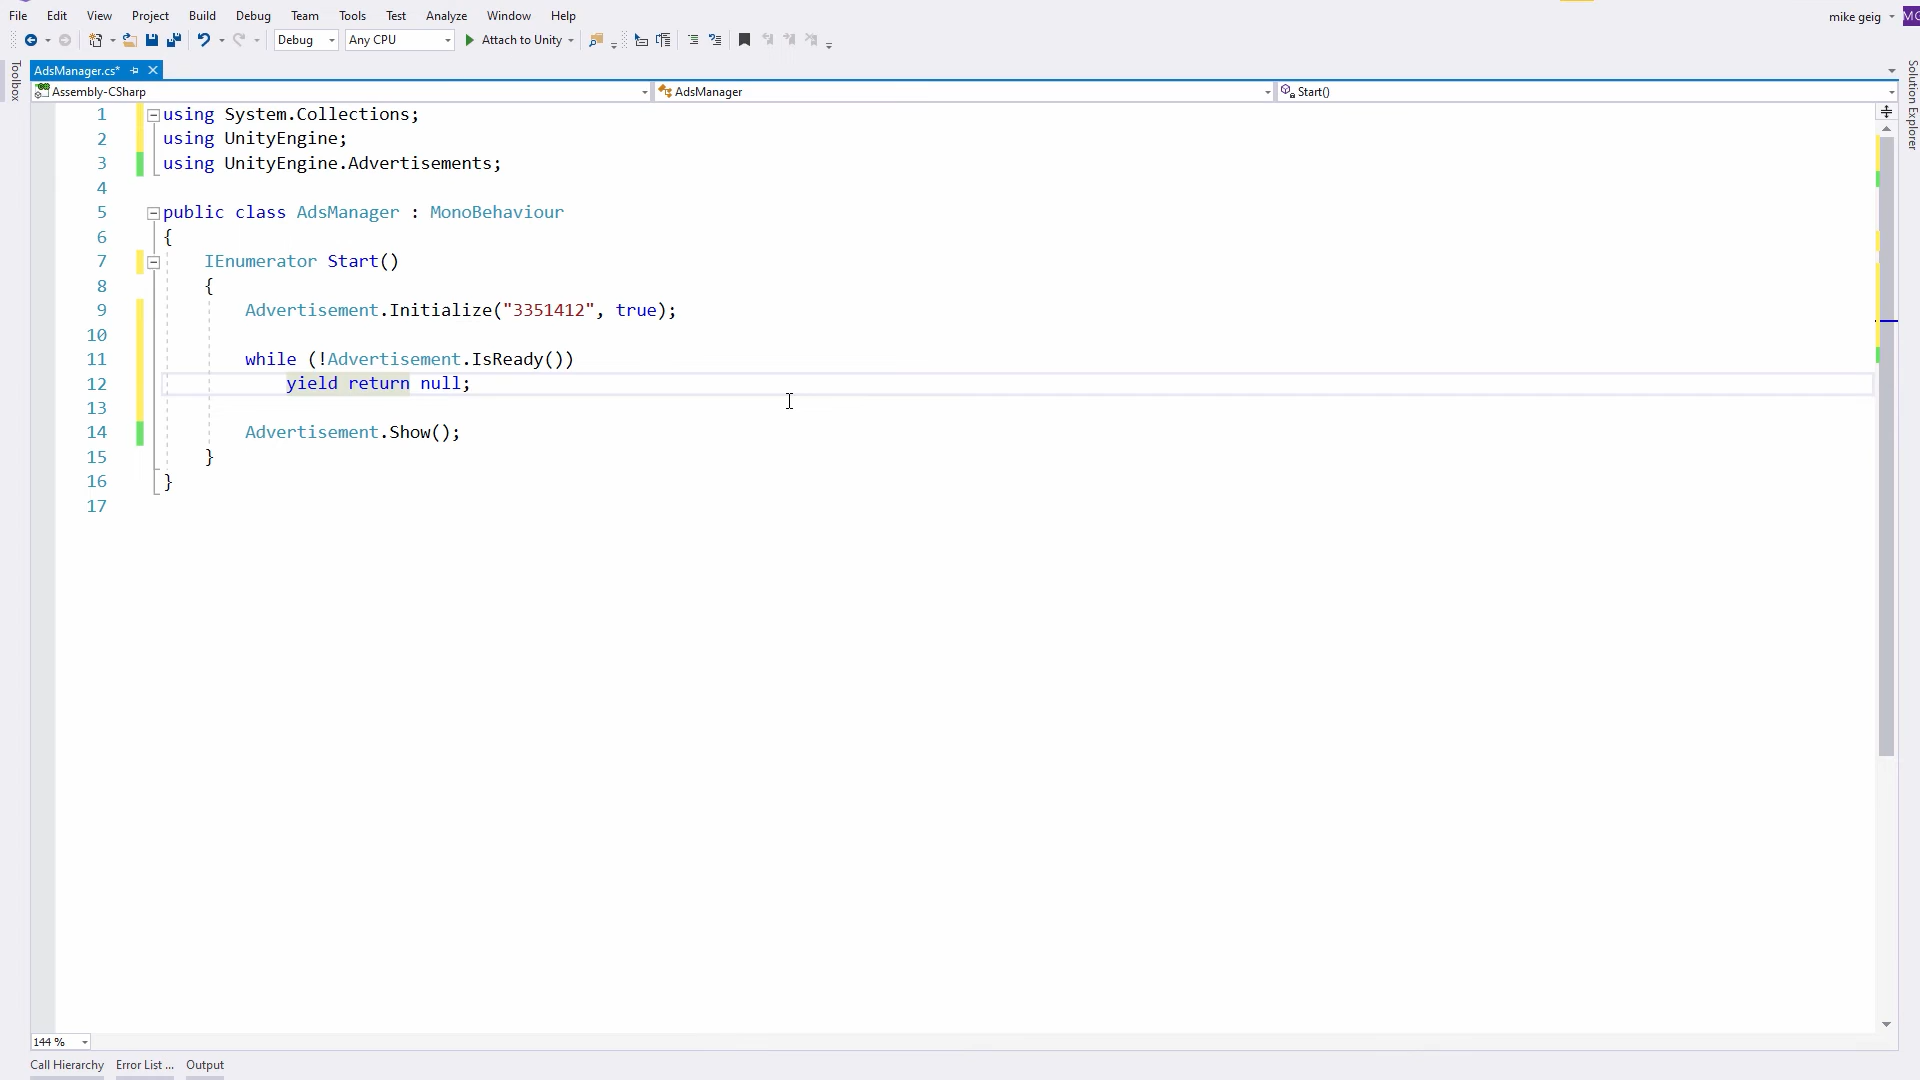 File Edit View Project Build Debug Team Tools Test Analyze Window Help mike geig MG
Debug Any CPU Attach to Unity
AdsManager.cs*
Assembly-CSharp AdsManager Start()
Toolbox
Solution Explorer
1 using System.Collections;
2 using UnityEngine;
3 using UnityEngine.Advertisements;
4
5 public class AdsManager : MonoBehaviour
6 {
7 IEnumerator Start()
8 {
9 Advertisement.Initialize("3351412", true);
10
11 while (!Advertisement.IsReady())
12 yield return null;
13
14 Advertisement.Show();
15 }
16 }
17
144 %
Call Hierarchy Error List ... Output